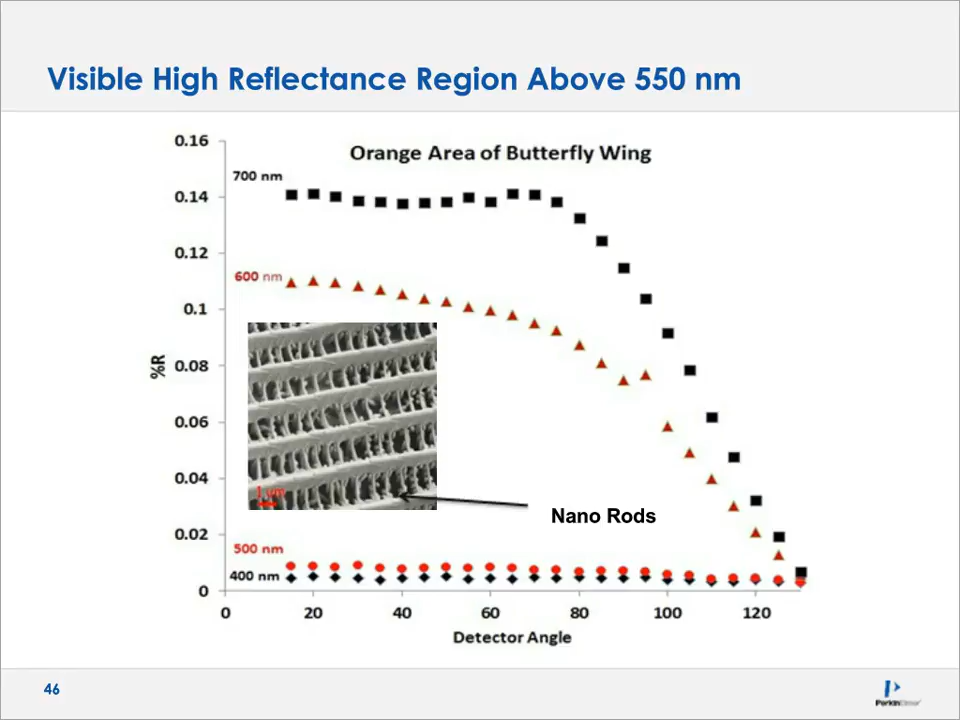 Visible High Reflectance Region Above 550 nm
Orange Area of Butterfly Wing
0.16
700 nm
0.14
0.12
600 nm
0.1
%R
0.08
0.06
1 um
0.04
Nano Rods
0.02
500 nm
400 nm
0
0 20 40 60 80 100 120
Detector Angle
46
PerkinElmer